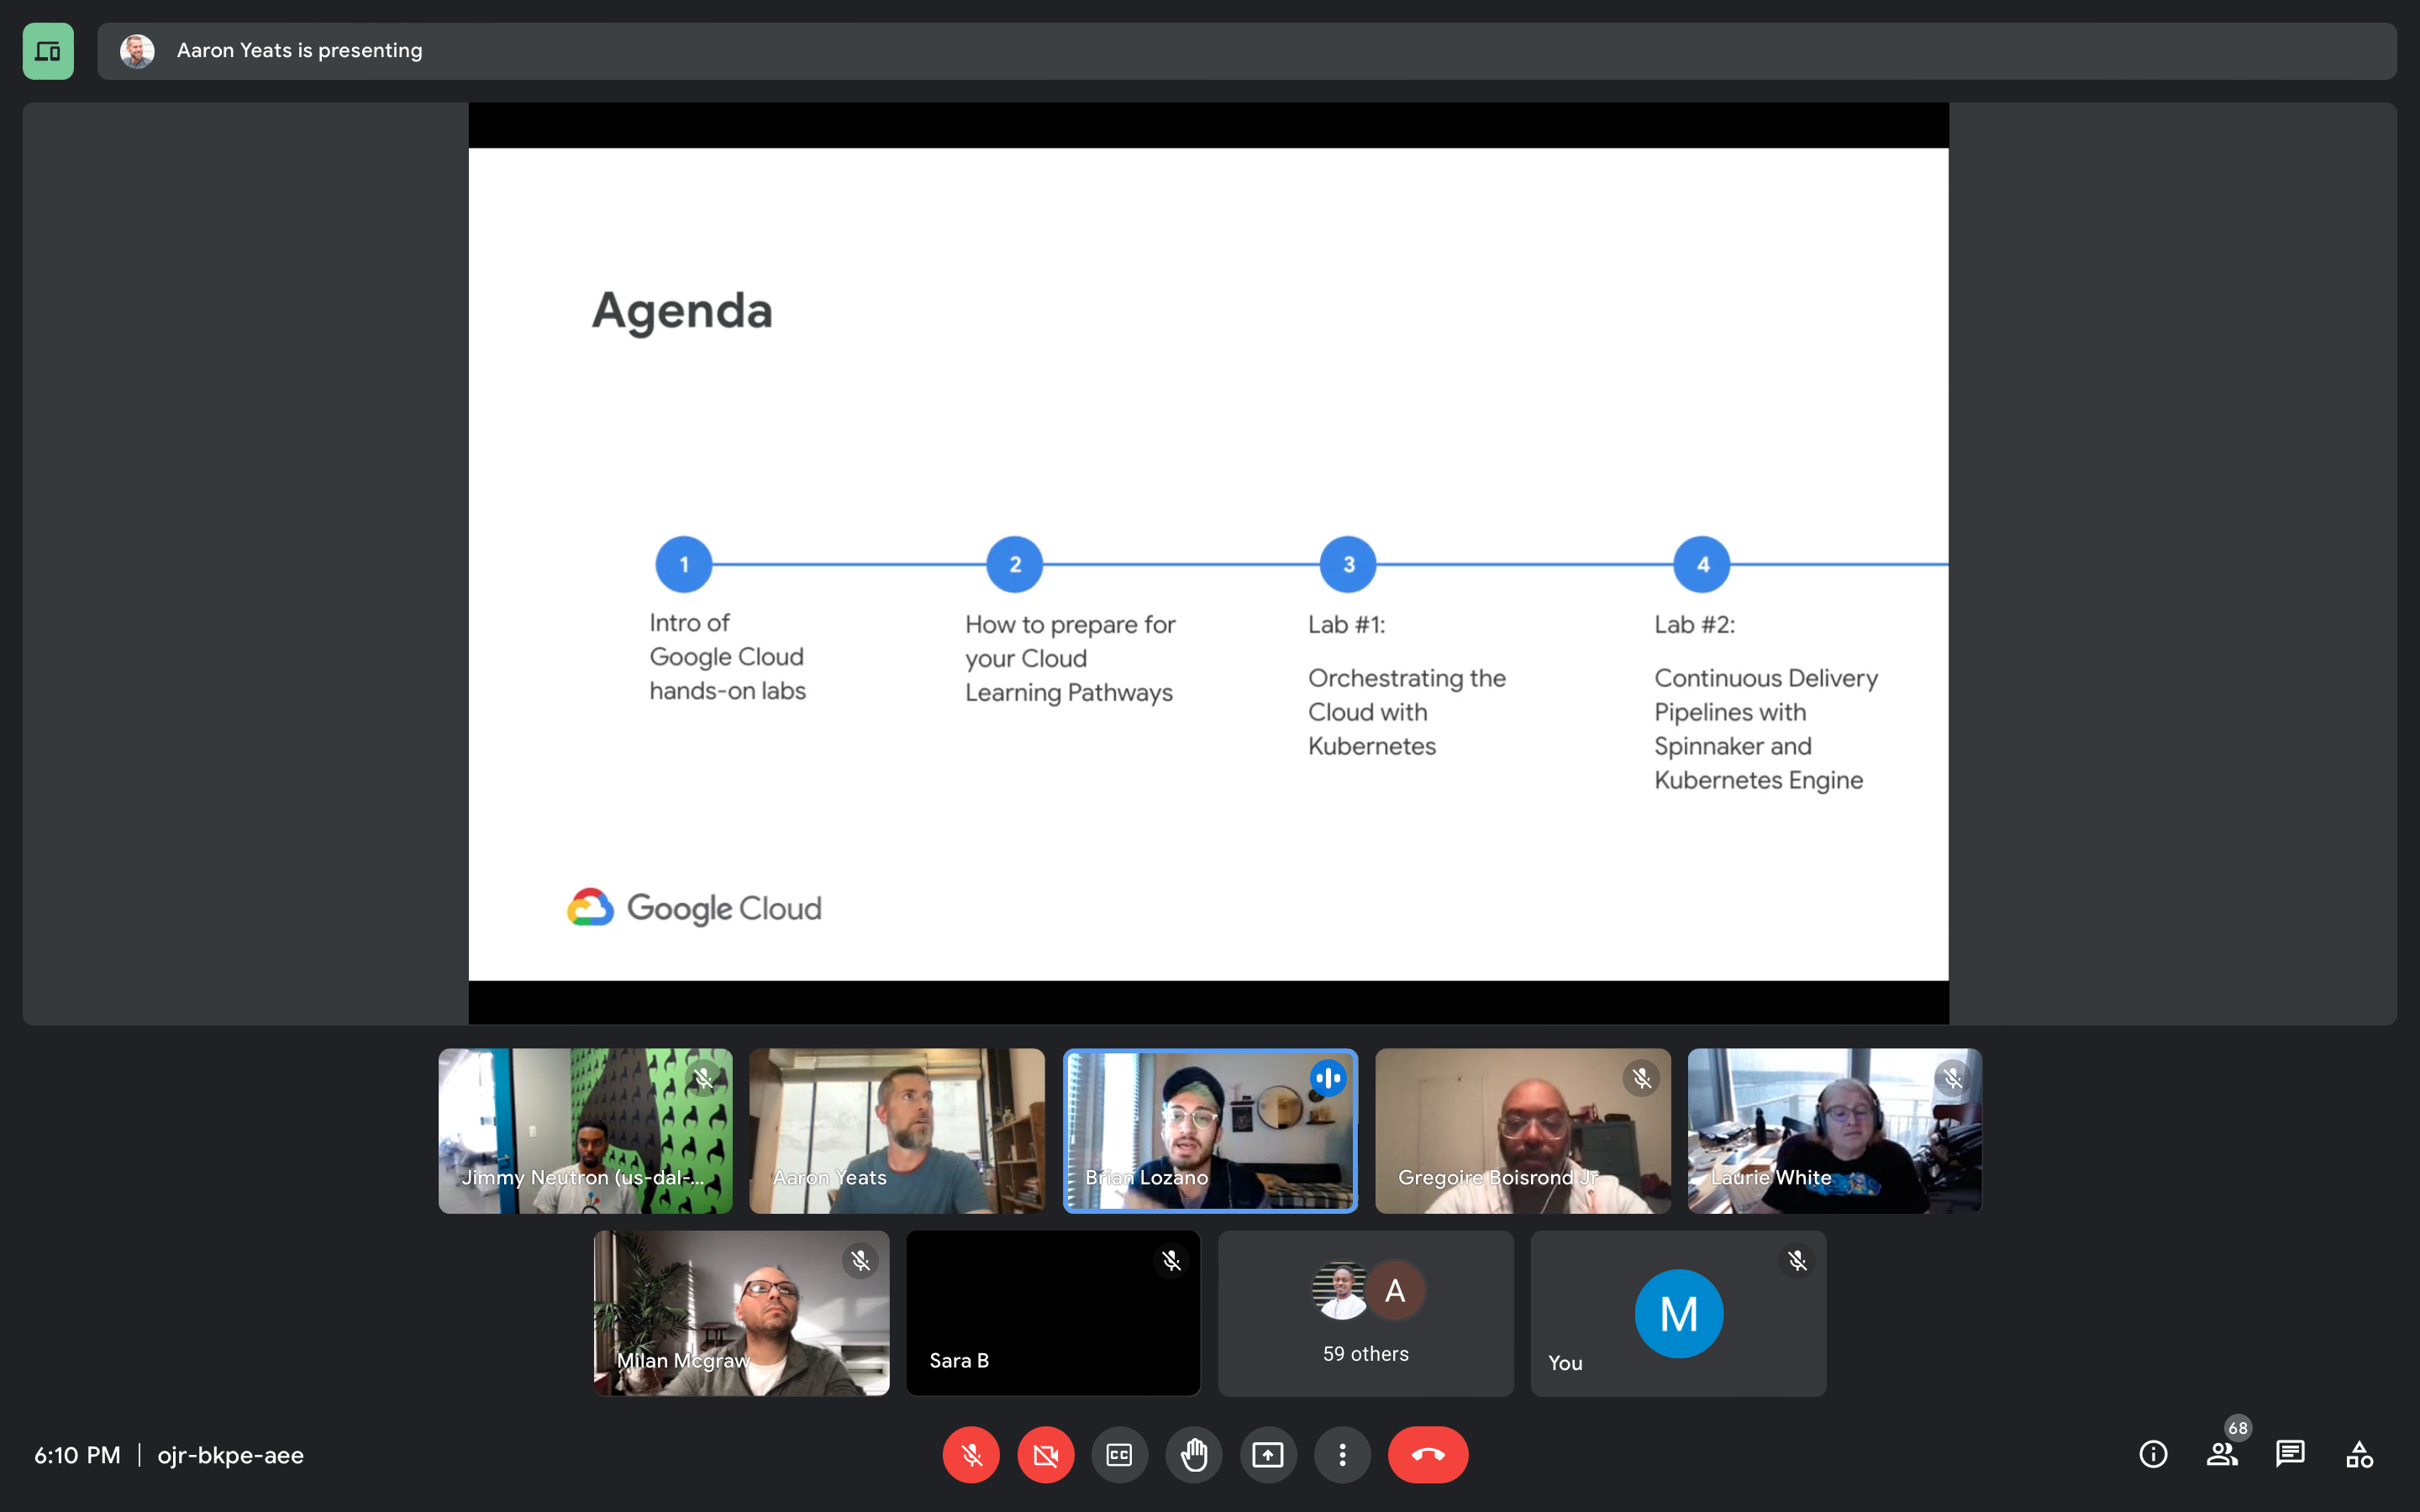 Aaron Yeats is presenting
Agenda
1
2
3
4
Intro of
Google Cloud
hands-on labs
How to prepare for
your Cloud
Learning Pathways
Lab #1:
Orchestrating the
Cloud with
Kubernetes
Lab #2:
Continuous Delivery
Pipelines with
Spinnaker and
Kubernetes Engine
Google Cloud
Jimmy Neutron (us-dal-...
Aaron Yeats
Brian Lozano
Gregoire Boisrond Jr
Laurie White
Milan Mcgraw
Sara B
A
59 others
M
You
6:10 PM | ojr-bkpe-aee
CC
68